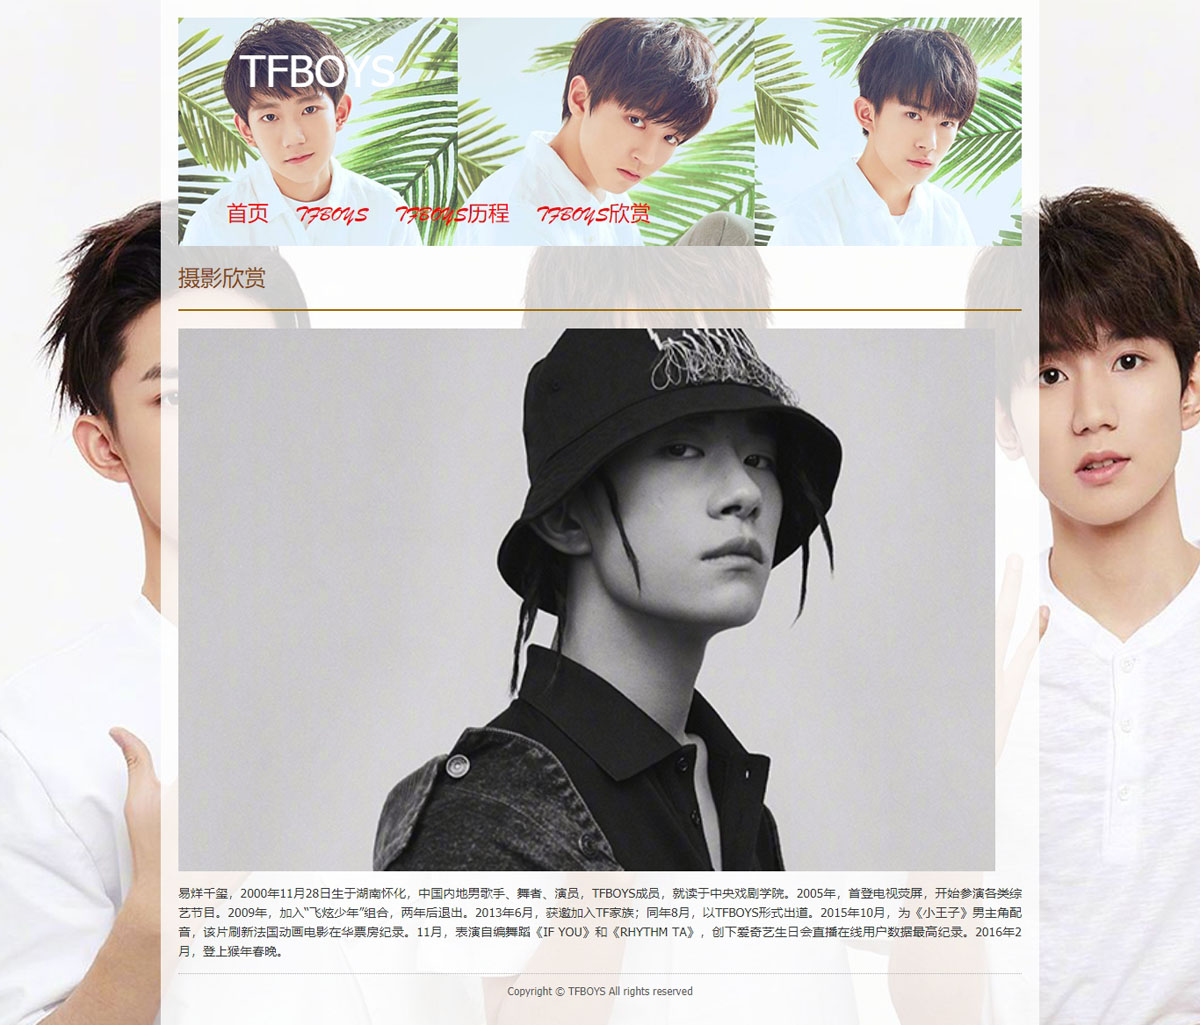 TFBOYS
首页 TFBOYS TFBOYS历程 TFBOYS欣赏
摄影欣赏
易烊千玺，2000年11月28日生于湖南怀化，中国内地男歌手、舞者、演员，TFBOYS成员，就读于中央戏剧学院。2005年，首登电视荧屏，开始参演各类综
艺节目。2009年，加入“飞炫少年”组合，两年后退出。2013年6月，获邀加入TF家族；同年8月，以TFBOYS形式出道。2015年10月，为《小王子》男主角配
音，该片刷新法国动画电影在华票房纪录。11月，表演自编舞蹈《IF YOU》和《RHYTHM TA》，创下爱奇艺生日会直播在线用户数据最高纪录。2016年2
月，登上猴年春晚。
Copyright © TFBOYS All rights reserved